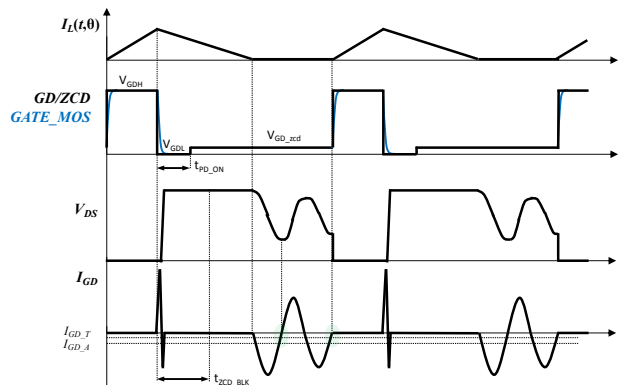 I_L(t,θ)
V_GDH
GD/ZCD
GATE_MOS
V_GDL
V_GD_zcd
t_PD_ON
V_DS
I_GD
I_GD_T
I_GD_A
t_ZCD_BLK